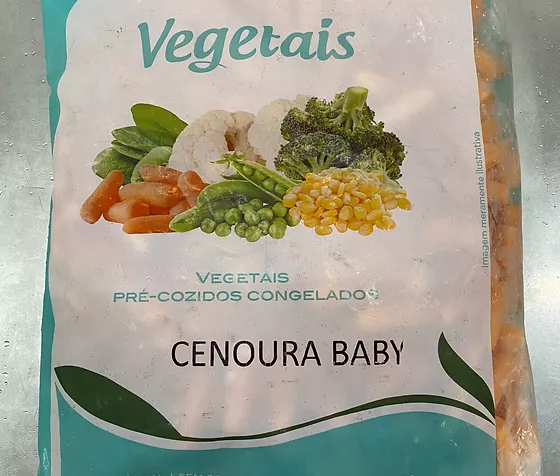 Vegetais
Imagem meramente ilustrativa
VEGETAIS
PRÉ-COZIDOS CONGELADOS
CENOURA BABY